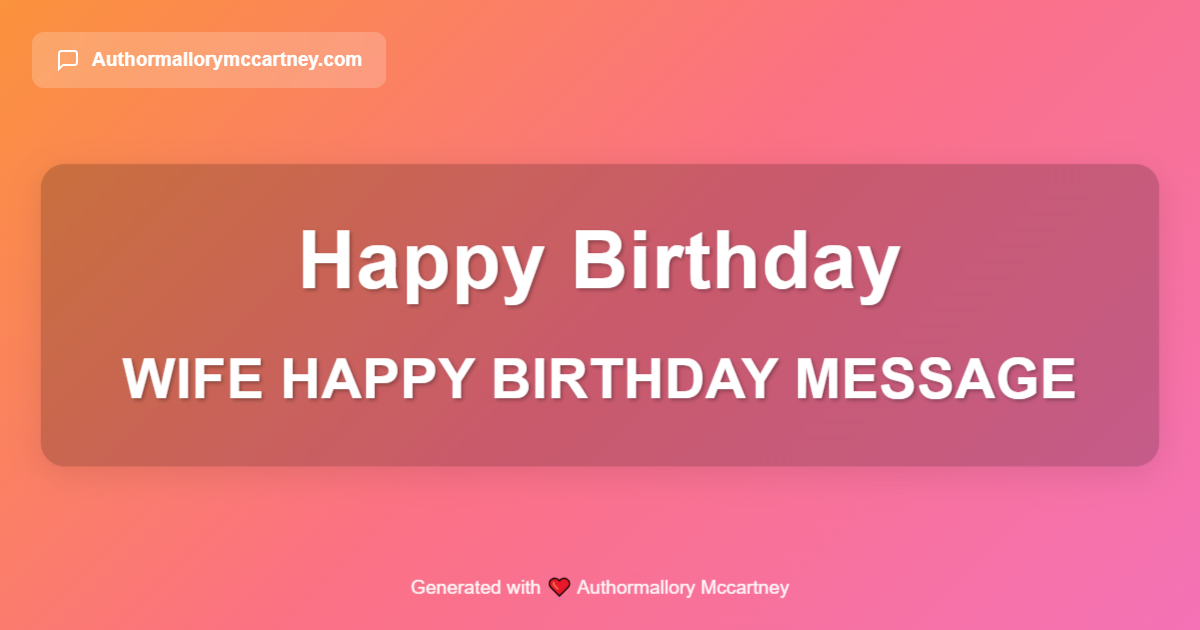 Authormallorymccartney.com
Happy Birthday
WIFE HAPPY BIRTHDAY MESSAGE
Generated with ❤️ Authormallory Mccartney